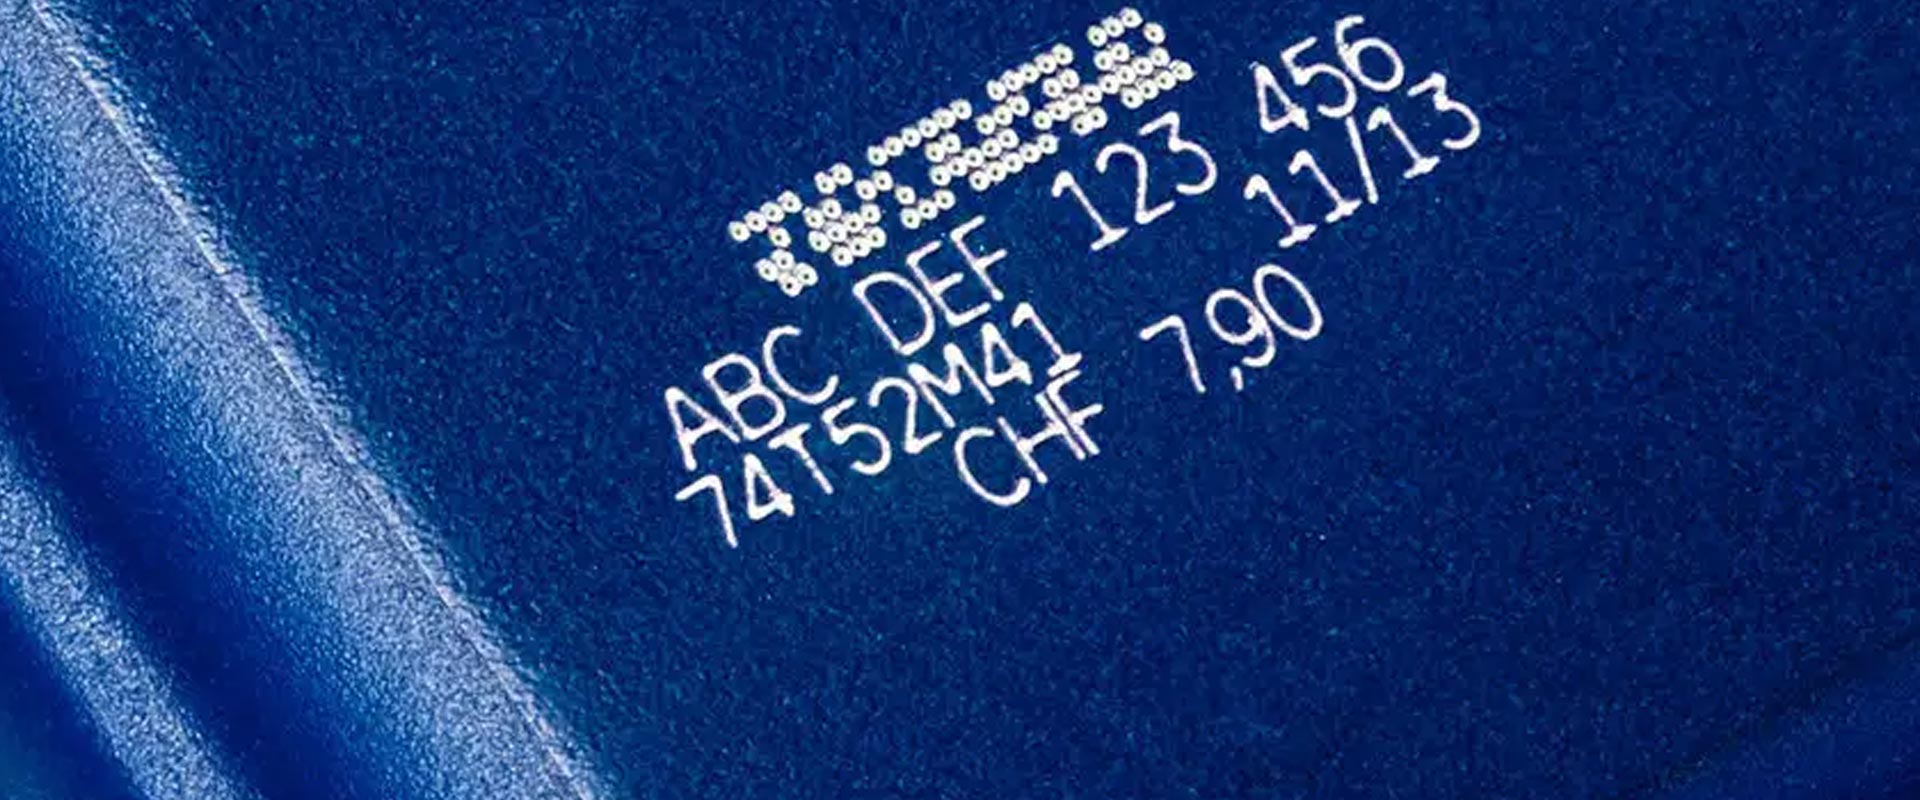 ABC DEF 123 456
74T52M41 11/13
CHF 7,90